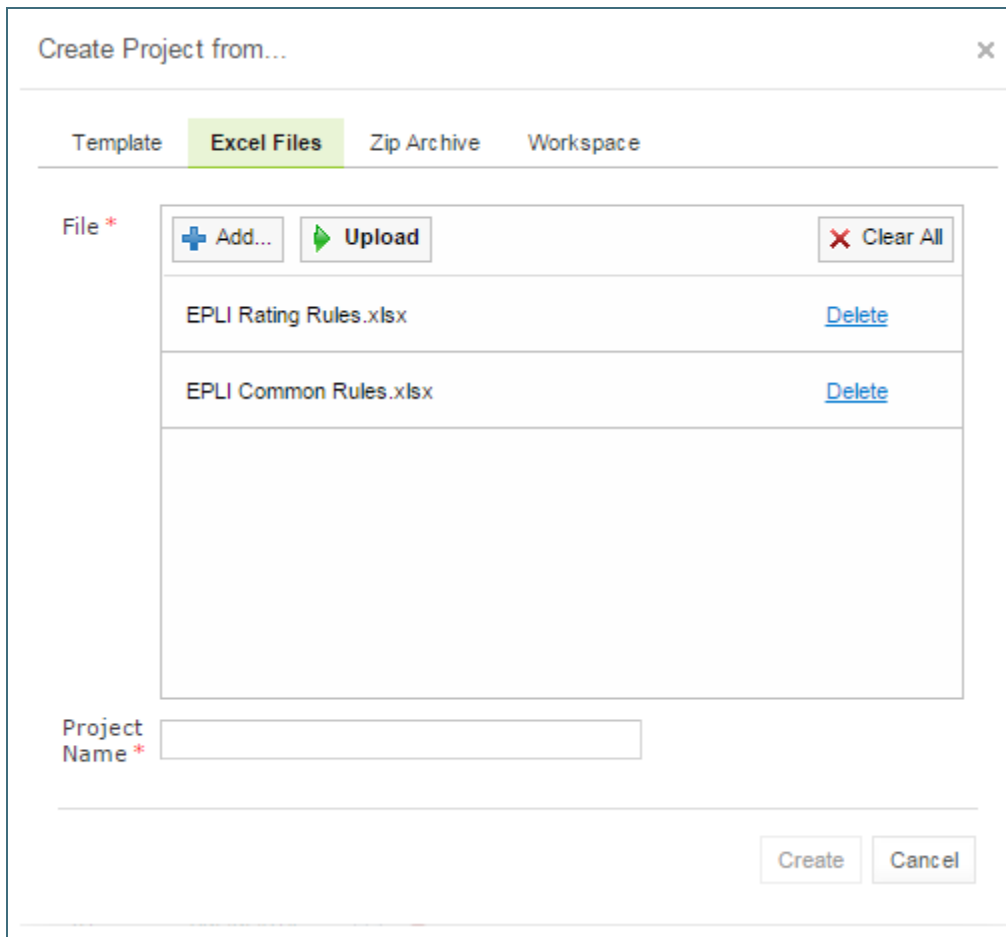 Create Project from...
Template Excel Files Zip Archive Workspace
File *
Add... Upload Clear All
EPLI Rating Rules.xlsx Delete
EPLI Common Rules.xlsx Delete
Project
Name *
Create Cancel